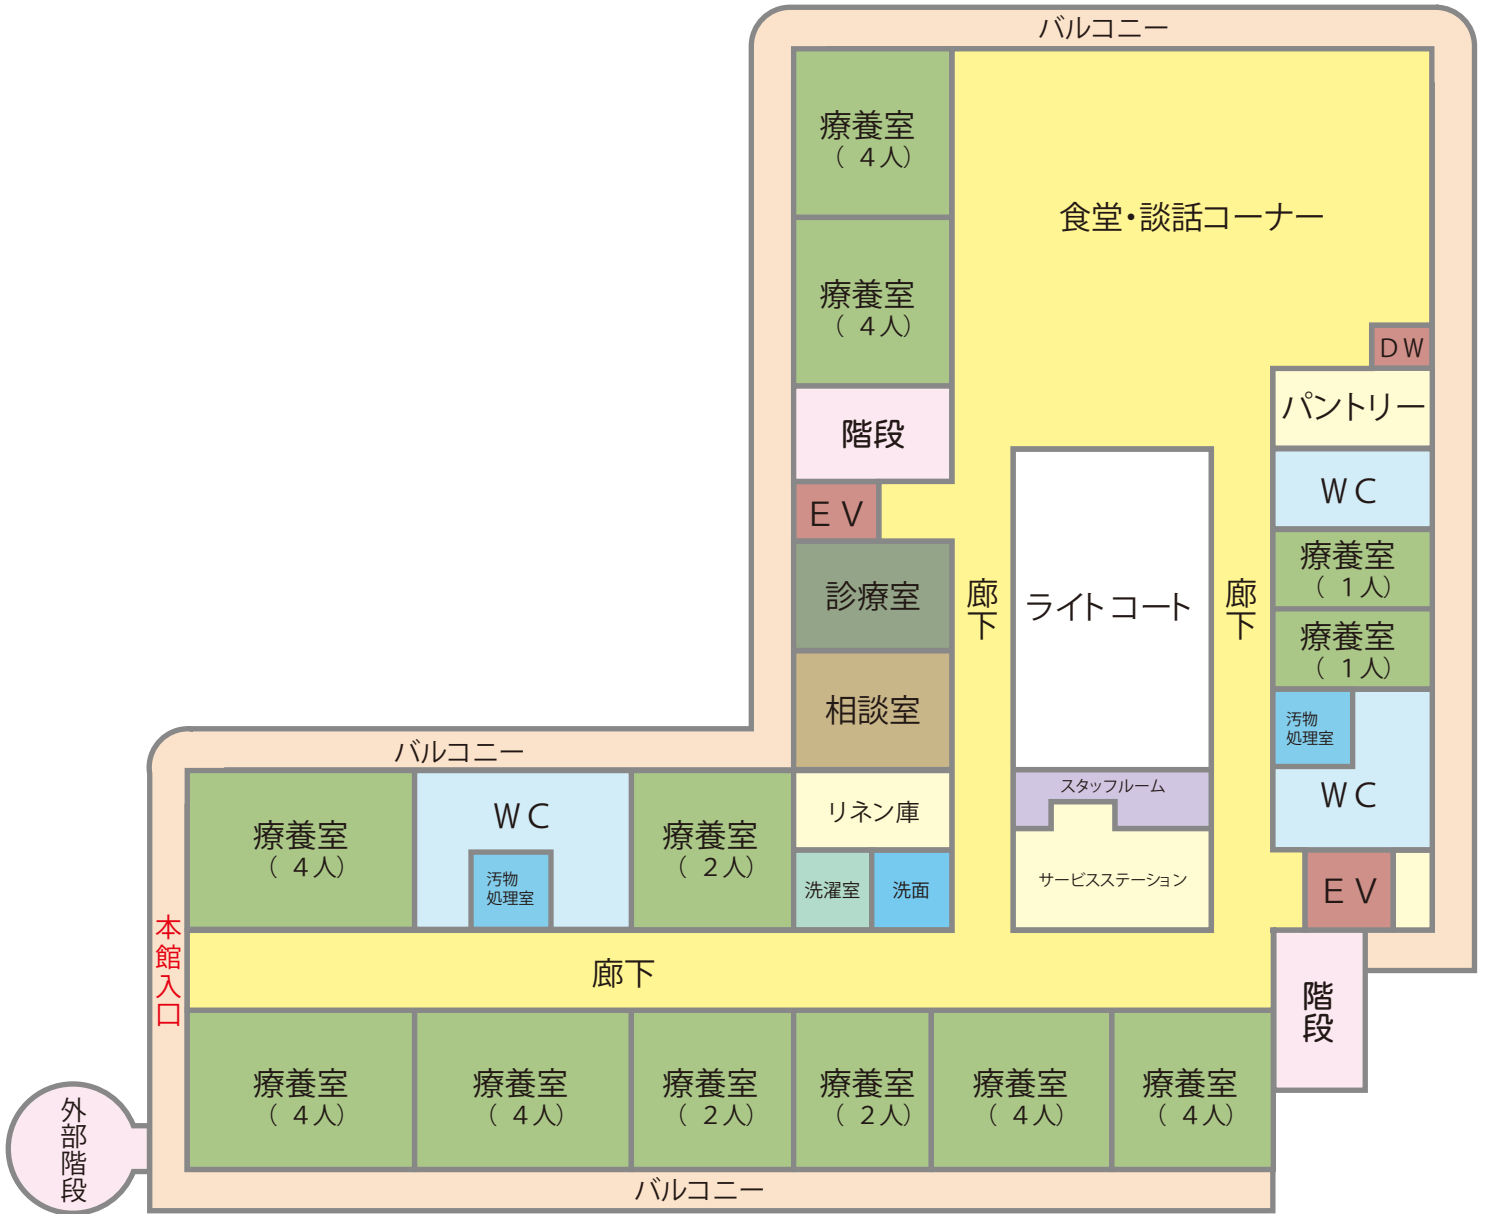 バルコニー
療養室
（ 4人）
食堂・談話コーナー
療養室
（ 4人）
DW
パントリー
階段
WC
EV
療養室
（ 1人）
診療室
廊下
ライトコート
廊下
療養室
（ 1人）
相談室
汚物
処理室
WC
バルコニー
スタッフルーム
療養室
（ 4人）
WC
汚物
処理室
療養室
（ 2人）
リネン庫
洗濯室
洗面
サービスステーション
EV
本館入口
廊下
階段
療養室
（ 4人）
療養室
（ 4人）
療養室
（ 2人）
療養室
（ 2人）
療養室
（ 4人）
療養室
（ 4人）
外部階段
バルコニー